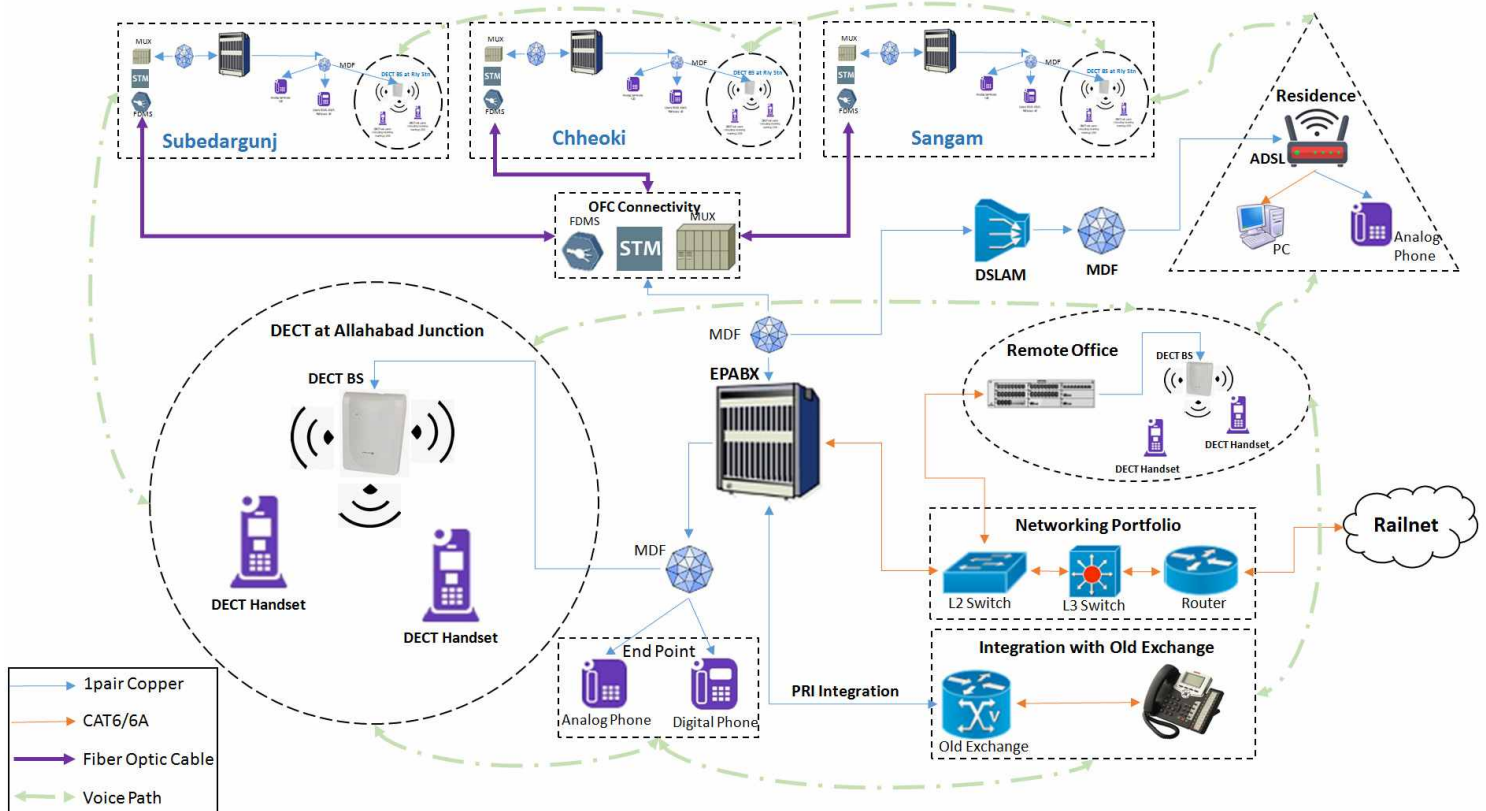 MUX
MDF
DECT BS at Rly Stn
STM
FDMS
Subedargunj
MUX
MDF
DECT BS at Rly Stn
STM
FDMS
Chheoki
MUX
MDF
DECT BS at Rly Stn
STM
FDMS
Sangam
Residence
ADSL
PC
Analog
Phone
OFC Connectivity
FDMS
MUX
STM
DSLAM
MDF
DECT at Allahabad Junction
DECT BS
DECT Handset
DECT Handset
MDF
EPABX
Remote Office
DECT BS
DECT Handset
DECT Handset
Networking Portfolio
L2 Switch
L3 Switch
Router
Railnet
MDF
End Point
Analog Phone
Digital Phone
PRI Integration
Integration with Old Exchange
V
Old Exchange
1pair Copper
CAT6/6A
Fiber Optic Cable
Voice Path